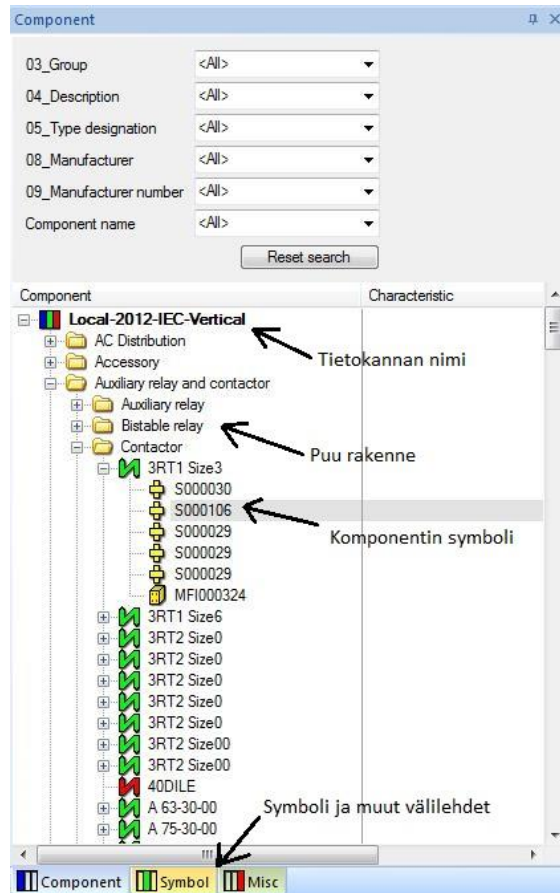 Component
03_Group <All>
04_Description <All>
05_Type designation <All>
08_Manufacturer <All>
09_Manufacturer number <All>
Component name <All>
Reset search
Component Characteristic
Local-2012-IEC-Vertical
AC Distribution
Tietokannan nimi
Accessory
Auxiliary relay and contactor
Auxiliary relay
Bistable relay
Puu rakenne
Contactor
3RT1 Size3
S000030
S000106
Komponentin symboli
S000029
S000029
S000029
MFI000324
3RT1 Size6
3RT2 Size0
3RT2 Size0
3RT2 Size0
3RT2 Size0
3RT2 Size0
3RT2 Size00
3RT2 Size00
40DILE
Symboli ja muut välilehdet
A 63-30-00
A 75-30-00
Component Symbol Misc